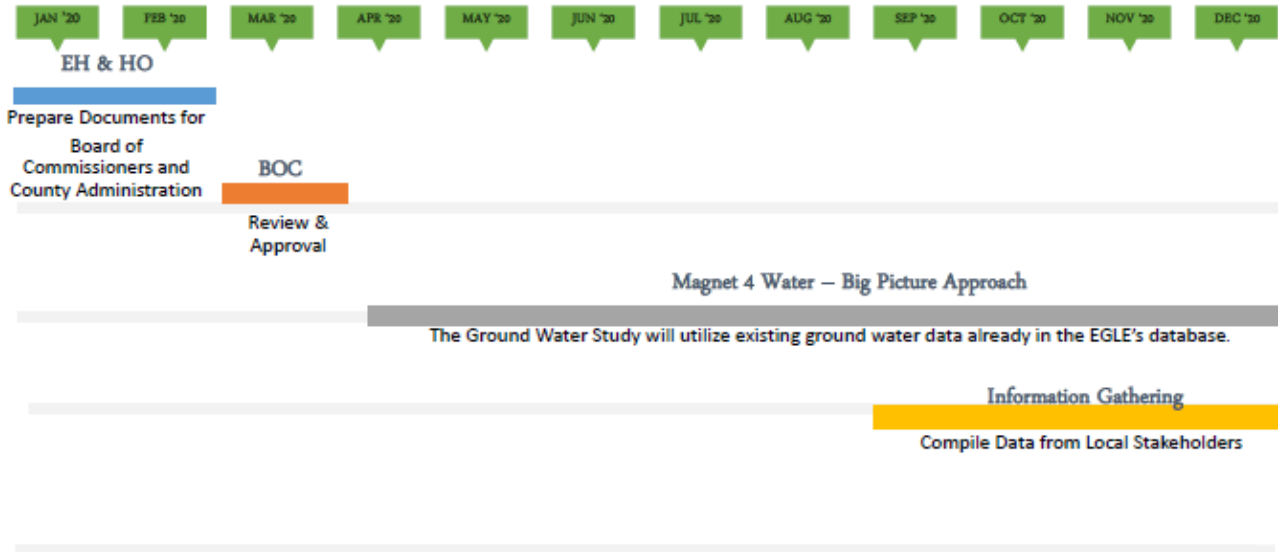 JAN '20
FEB '20
MAR '20
APR '20
MAY '20
JUN '20
JUL '20
AUG '20
SEP '20
OCT '20
NOV '20
DEC '20
EH & HO
Prepare Documents for
Board of
Commissioners and
County Administration
BOC
Review &
Approval
Magnet 4 Water – Big Picture Approach
The Ground Water Study will utilize existing ground water data already in the EGLE's database.
Information Gathering
Compile Data from Local Stakeholders